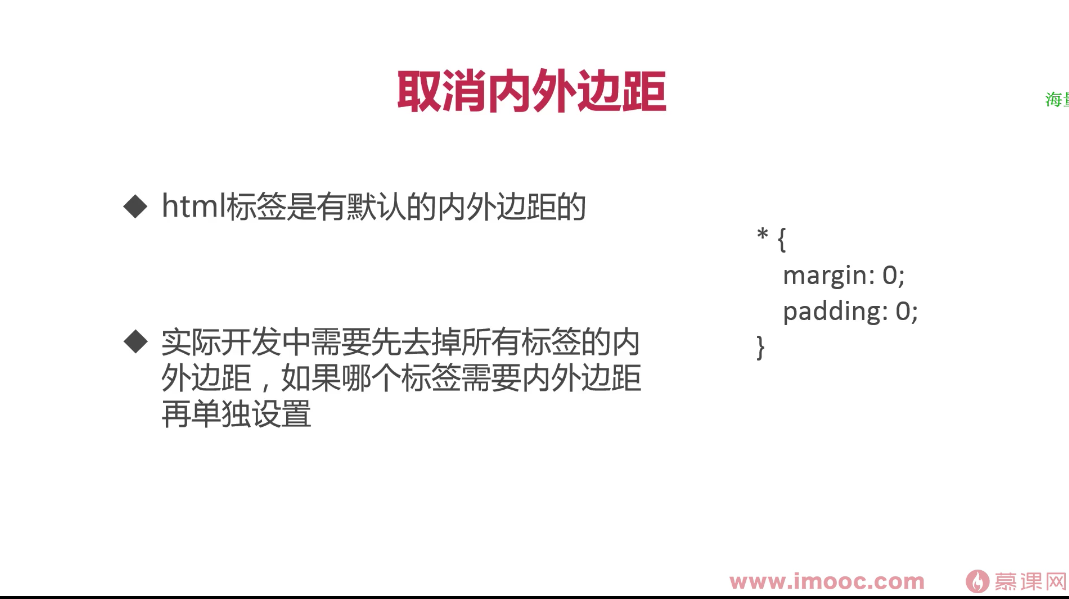 取消内外边距
html标签是有默认的内外边距的
实际开发中需要先去掉所有标签的内
外边距，如果哪个标签需要内外边距
再单独设置
* {
margin: 0;
padding: 0;
}
海
www.imooc.com
慕课网